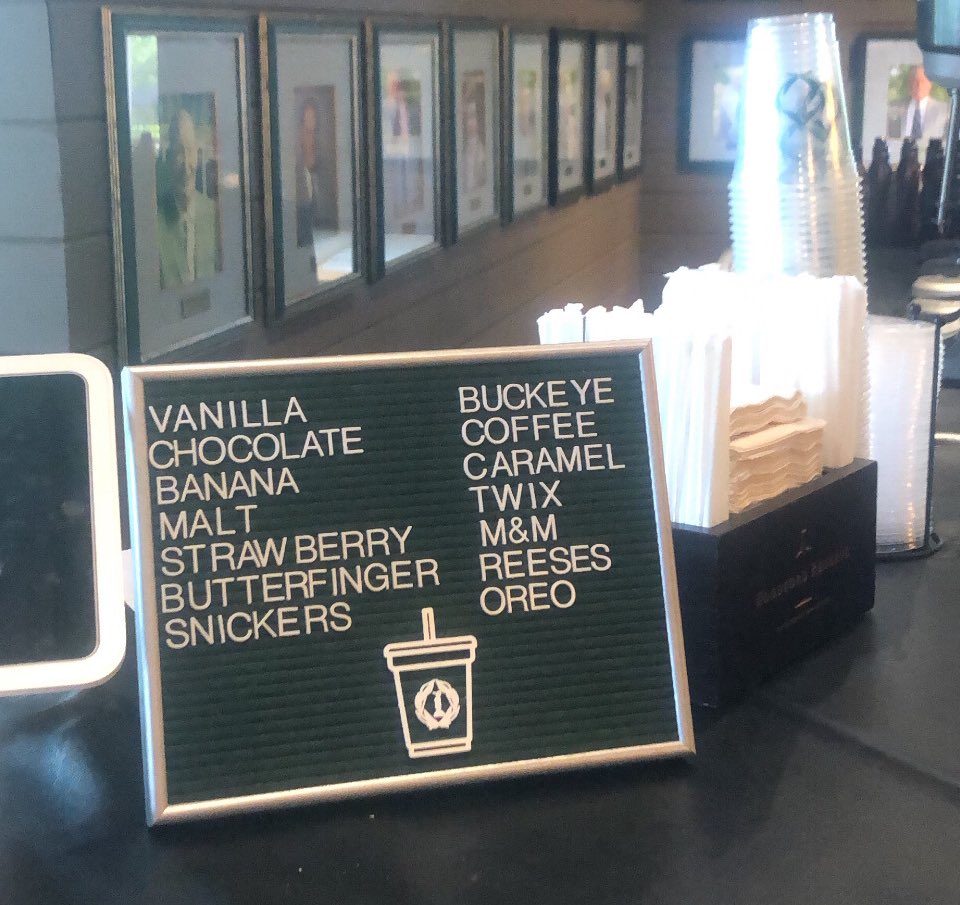 VANILLA
CHOCOLATE
BANANA
MALT
STRAWBERRY
BUTTERFINGER
SNICKERS
BUCKEYE
COFFEE
CARAMEL
TWIX
M&M
REESES
OREO